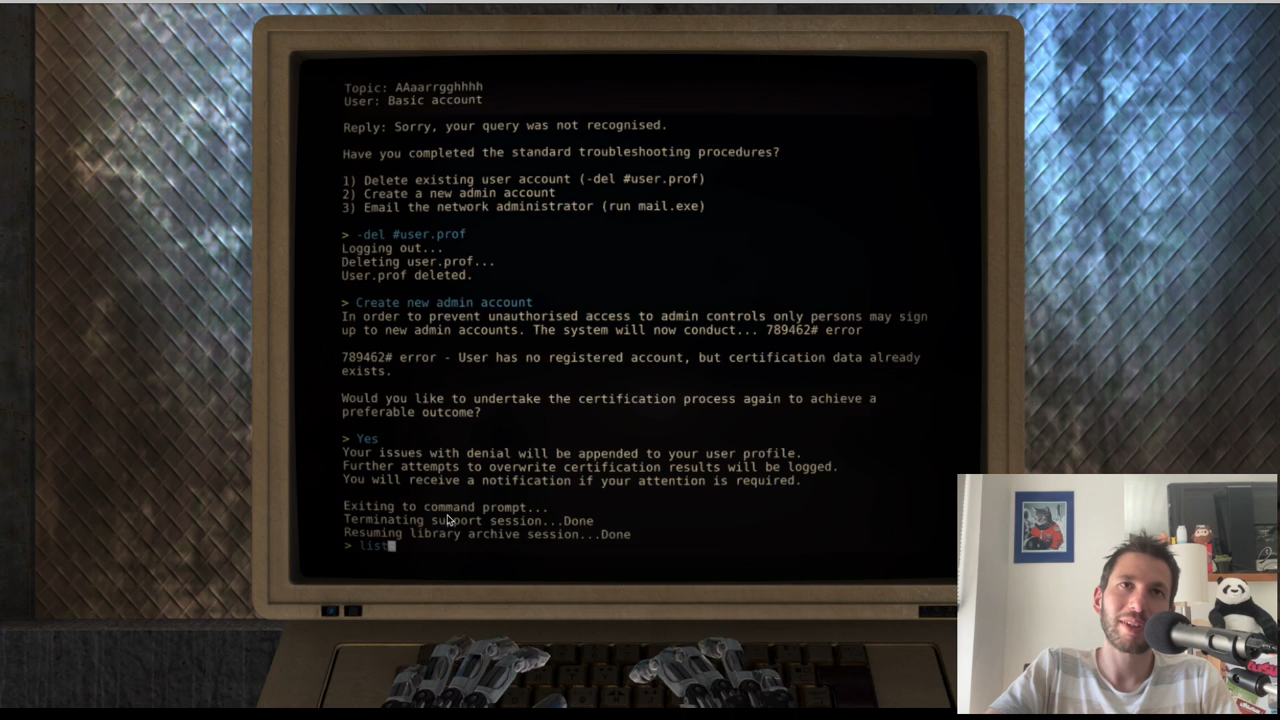 Topic: AAaarrgghhhh
User: Basic account
Reply: Sorry, your query was not recognised.
Have you completed the standard troubleshooting procedures?
1) Delete existing user account (-del #user.prof)
2) Create a new admin account
3) Email the network administrator (run mail.exe)
> -del #user.prof
Logging out...
Deleting user.prof...
User.prof deleted.
> Create new admin account
In order to prevent unauthorised access to admin controls only persons may sign
up to new admin accounts. The system will now conduct... 789462# error
789462# error - User has no registered account, but certification data already
exists.
Would you like to undertake the certification process again to achieve a
preferable outcome?
> Yes
Your issues with denial will be appended to your user profile.
Further attempts to overwrite certification results will be logged.
You will receive a notification if your attention is required.
Exiting to command prompt...
Terminating support session...Done
Resuming library archive session...Done
> list